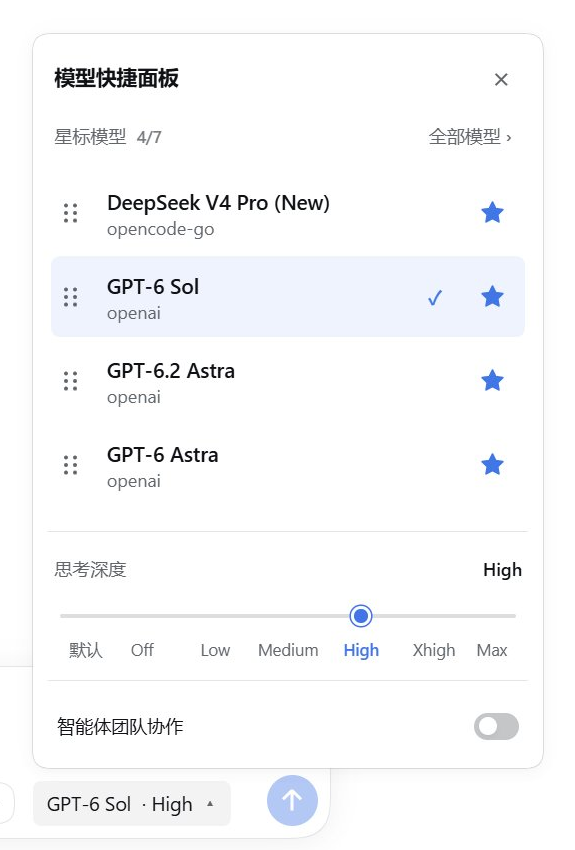 模型快捷面板 ×
星标模型 4/7 全部模型 ›
DeepSeek V4 Pro (New)
opencode-go
GPT-6 Sol ✓
openai
GPT-6.2 Astra
openai
GPT-6 Astra
openai
思考深度 High
默认 Off Low Medium High Xhigh Max
智能体团队协作
GPT-6 Sol · High ▴